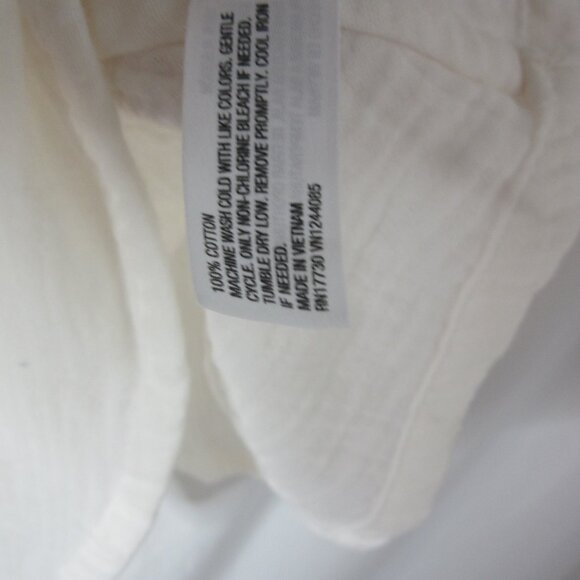 100% COTTON
MACHINE WASH COLD WITH LIKE COLORS, GENTLE
CYCLE. ONLY NON-CHLORINE BLEACH IF NEEDED.
TUMBLE DRY LOW. REMOVE PROMPTLY. COOL IRON
IF NEEDED.
MADE IN VIETNAM
RN17730 VN1244085